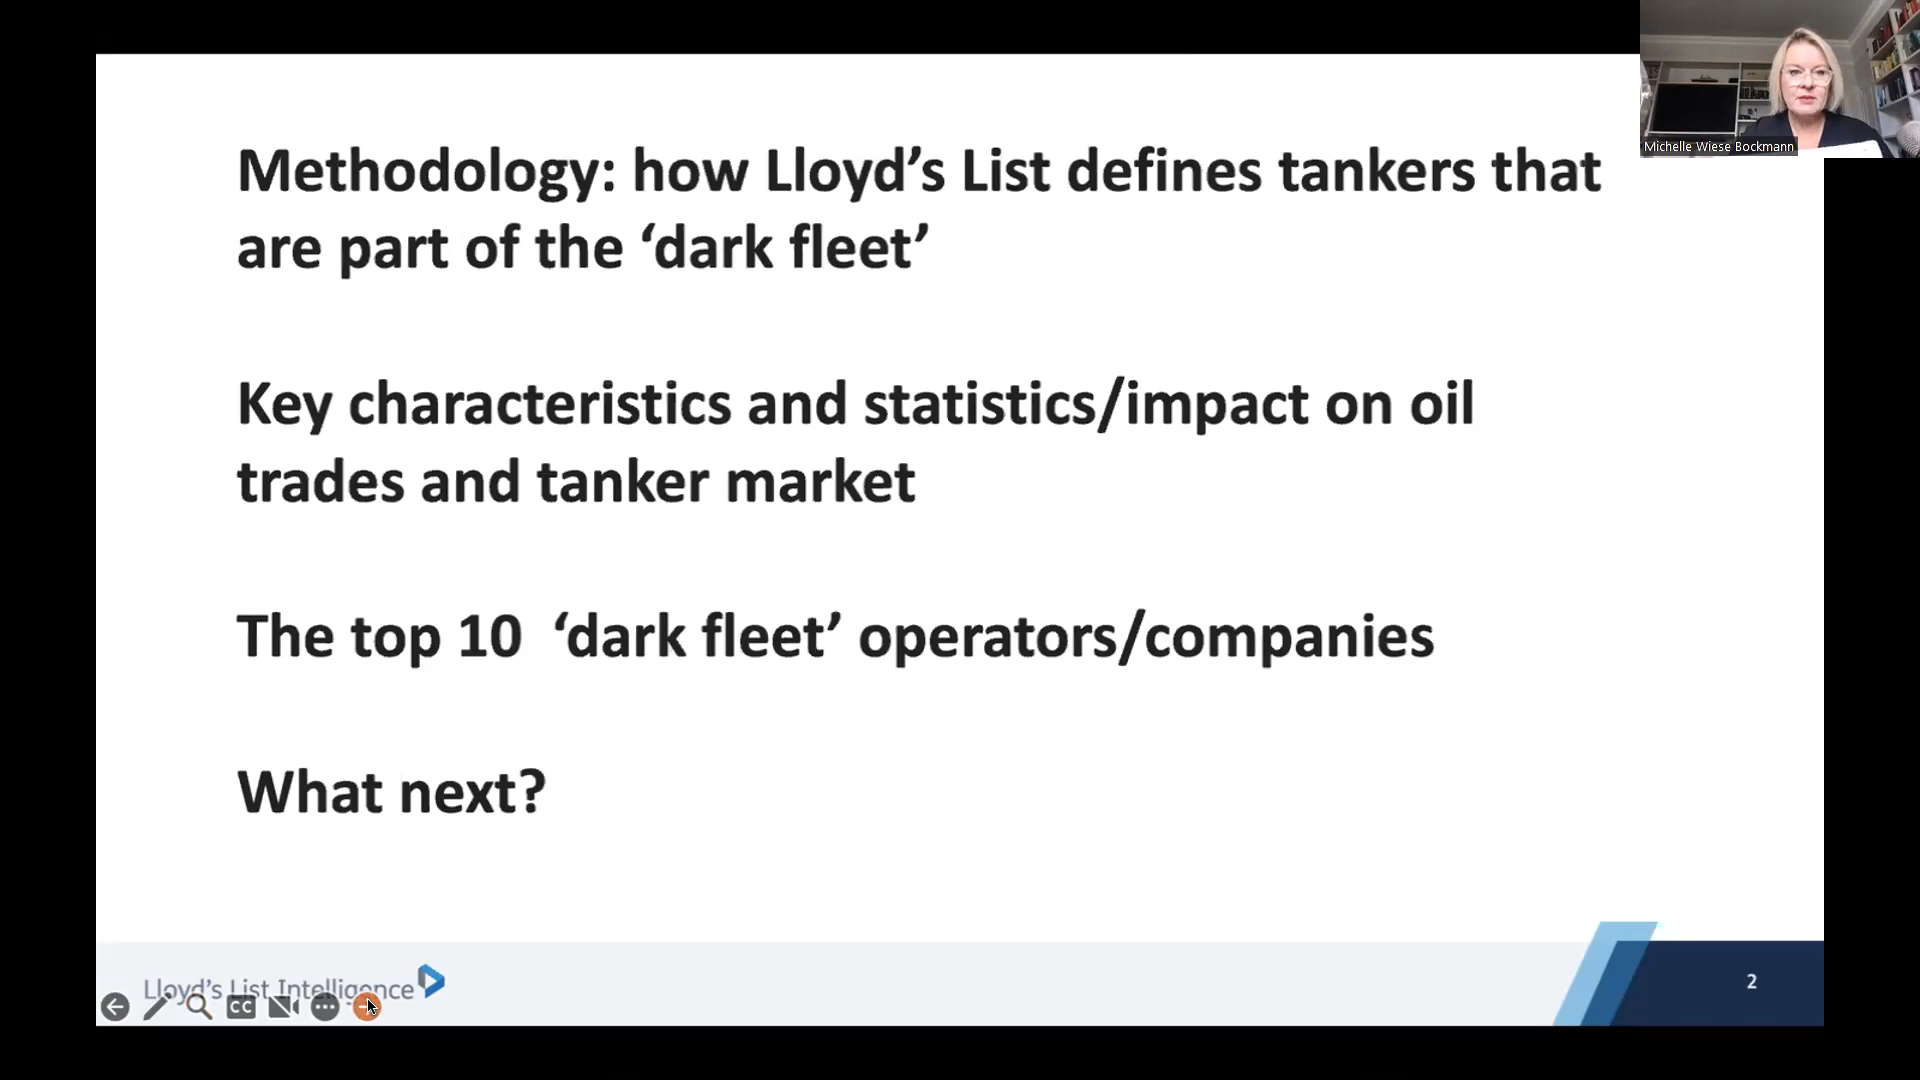 Michelle Wiese Bockmann
Methodology: how Lloyd’s List defines tankers that
are part of the ‘dark fleet’
Key characteristics and statistics/impact on oil
trades and tanker market
The top 10  ‘dark fleet’ operators/companies
What next?
Lloyd’s List Intelligence
CC
2